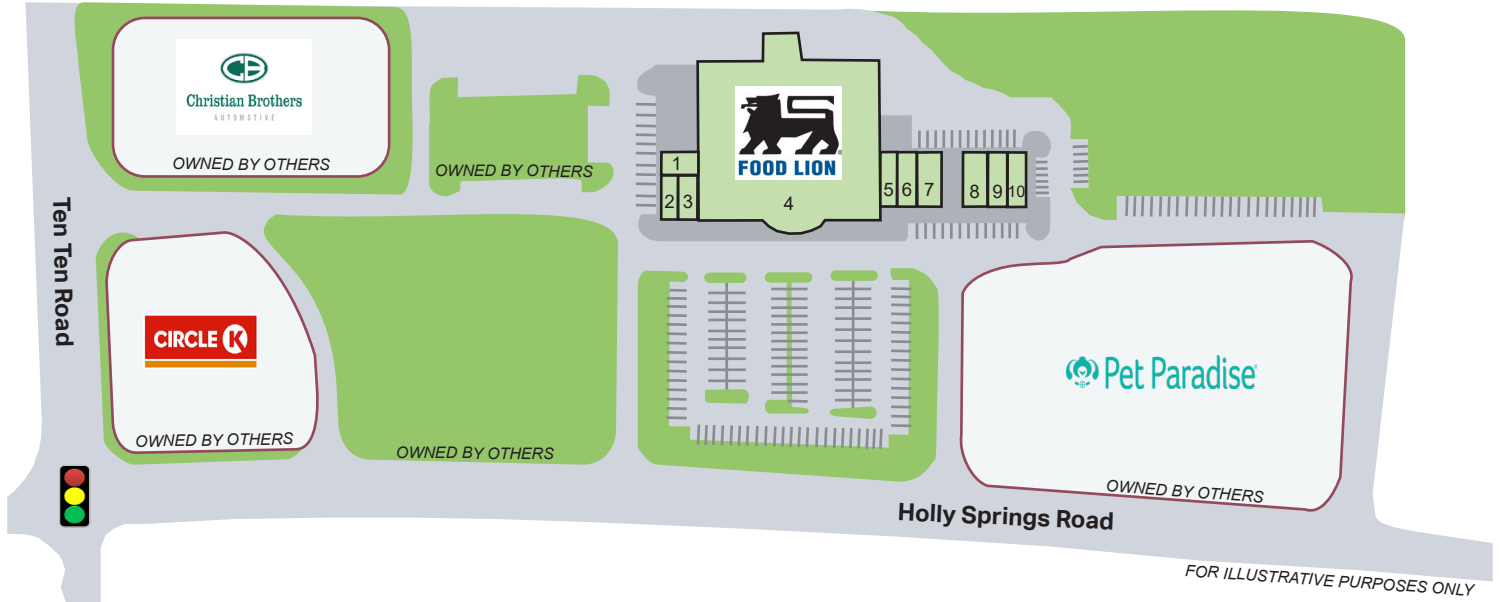 Christian Brothers
AUTOMOTIVE
OWNED BY OTHERS
OWNED BY OTHERS
FOOD LION
1
2
3
4
5
6
7
8
9
10
Ten Ten Road
CIRCLE K
OWNED BY OTHERS
OWNED BY OTHERS
Pet Paradise
OWNED BY OTHERS
Holly Springs Road
FOR ILLUSTRATIVE PURPOSES ONLY